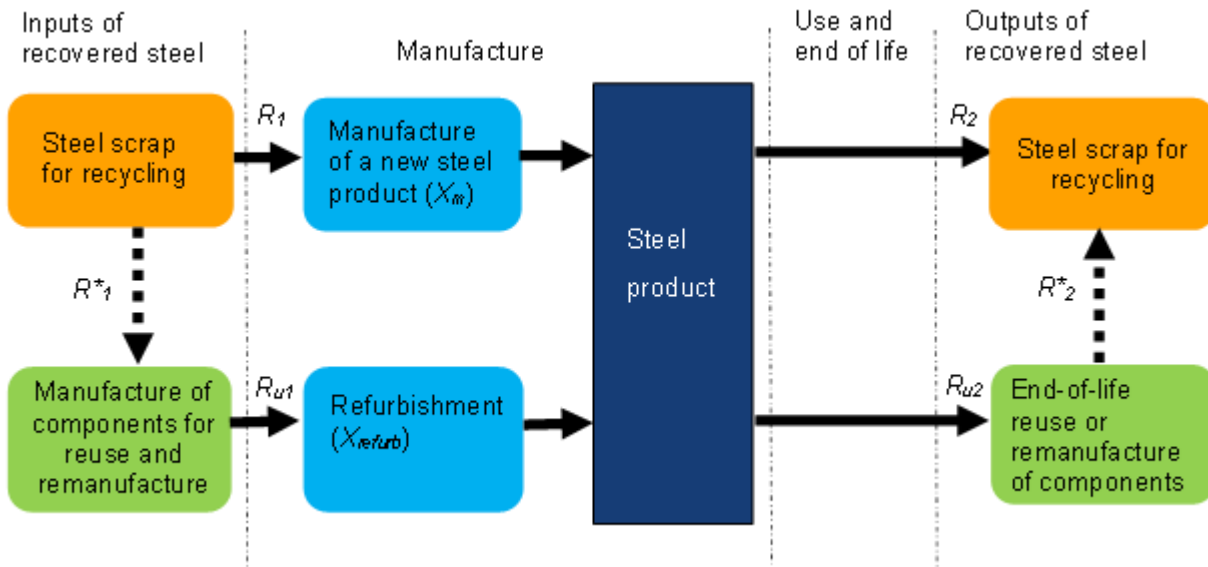 Inputs of
recovered steel
Manufacture
Use and
end of life
Outputs of
recovered steel
Steel scrap
for recycling
R1
Manufacture
of a new steel
product (Xm)
Steel
product
R2
Steel scrap for
recycling
R*1
R*2
Manufacture of
components for
reuse and
remanufacture
Ru1
Refurbishment
(Xrefurb)
Ru2
End-of-life
reuse or
remanufacture
of components